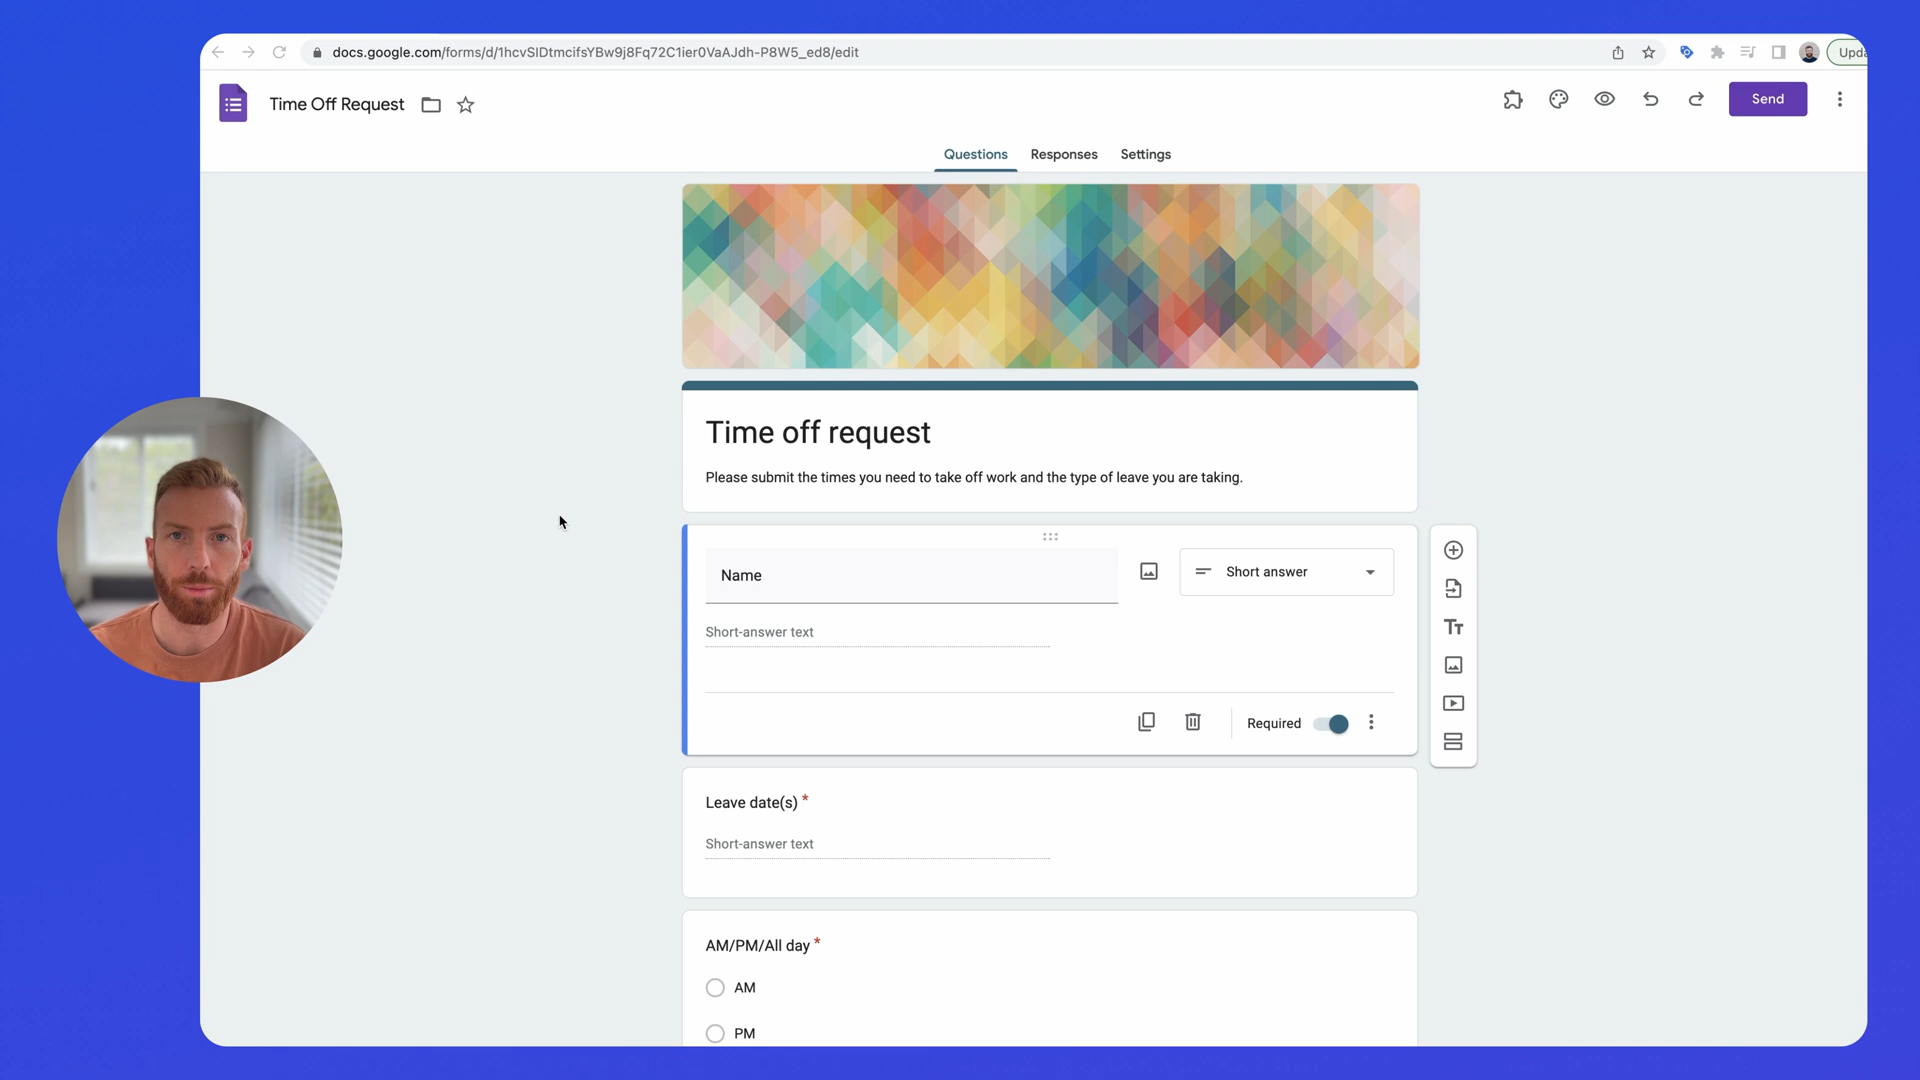 docs.google.com/forms/d/1hcvSlDtmcifsYBw9j8Fq72C1ier0VaAJdh-P8W5_ed8/edit
Upda
Time Off Request
Send
Questions Responses Settings
Time off request
Please submit the times you need to take off work and the type of leave you are taking.
Name
Short answer
Short-answer text
Required
Leave date(s) *
Short-answer text
AM/PM/All day *
AM
PM